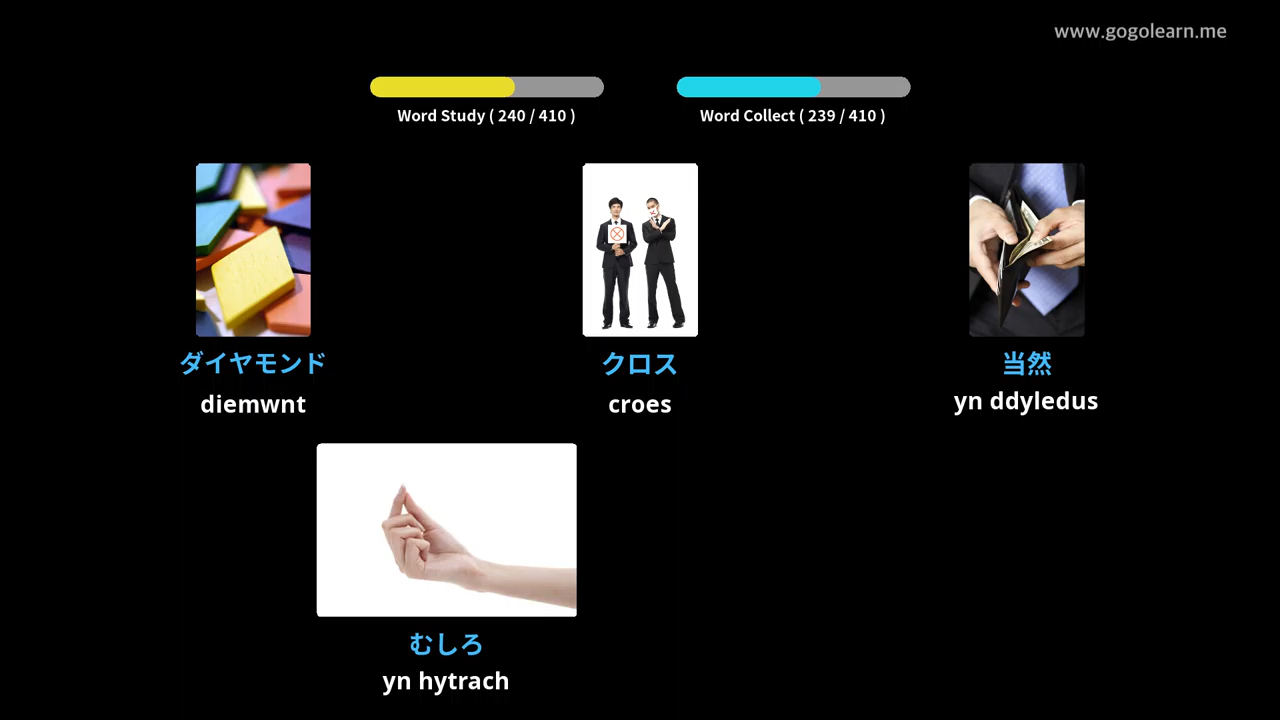 www.gogolearn.me
Word Study ( 240 / 410 )
Word Collect ( 239 / 410 )
ダイヤモンド
diemwnt
クロス
croes
当然
yn ddyledus
むしろ
yn hytrach